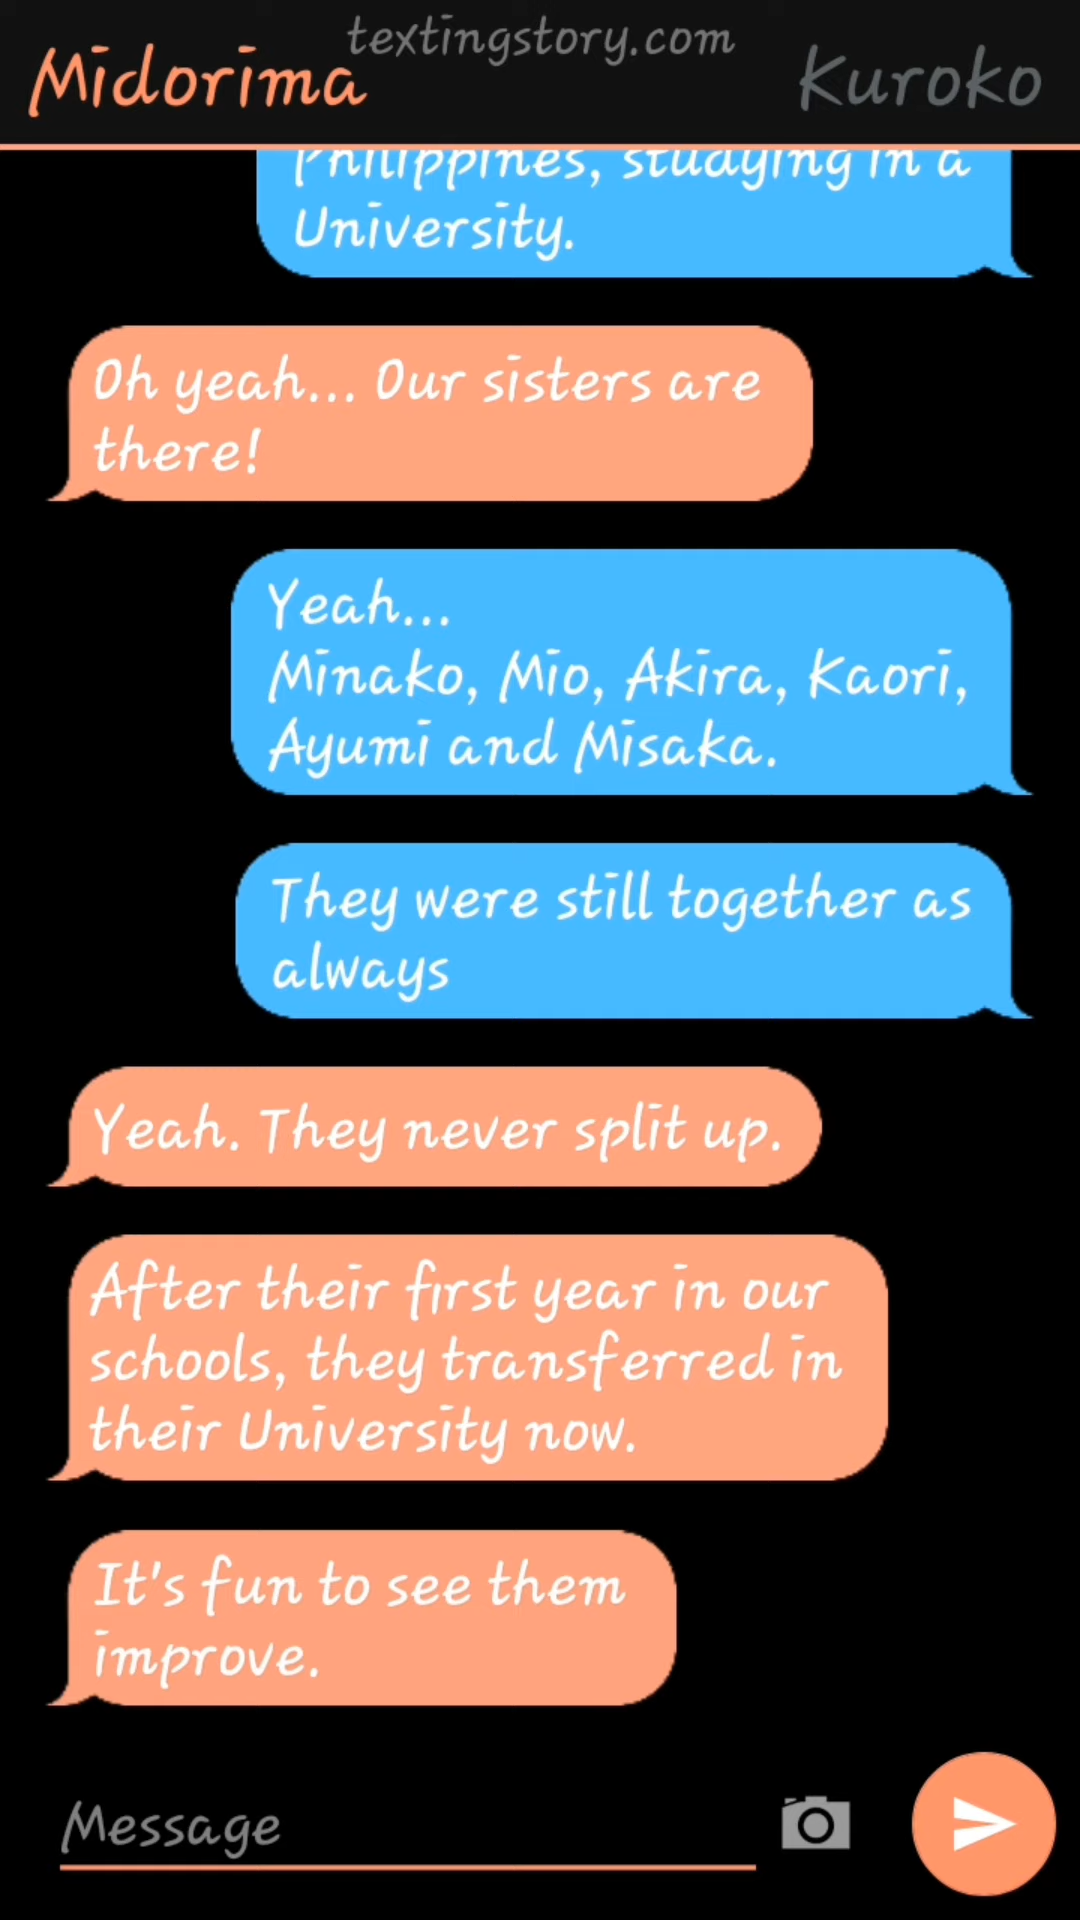 textingstory.com
Midorima
Kuroko
Philippines, studying in a
University.
Oh yeah... Our sisters are
there!
Yeah...
Minako, Mio, Akira, Kaori,
Ayumi and Misaka.
They were still together as
always
Yeah. They never split up.
After their first year in our
schools, they transferred in
their University now.
It's fun to see them
improve.
Message